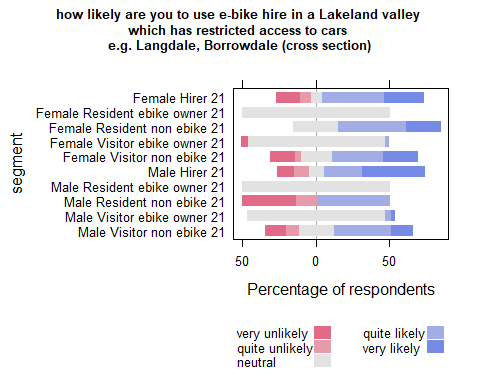 how likely are you to use e-bike hire in a Lakeland valley
which has restricted access to cars
e.g. Langdale, Borrowdale (cross section)
segment
Female Hirer 21
Female Resident ebike owner 21
Female Resident non ebike 21
Female Visitor ebike owner 21
Female Visitor non ebike 21
Male Hirer 21
Male Resident ebike owner 21
Male Resident non ebike 21
Male Visitor ebike owner 21
Male Visitor non ebike 21
50 0 50
Percentage of respondents
very unlikely quite likely
quite unlikely very likely
neutral